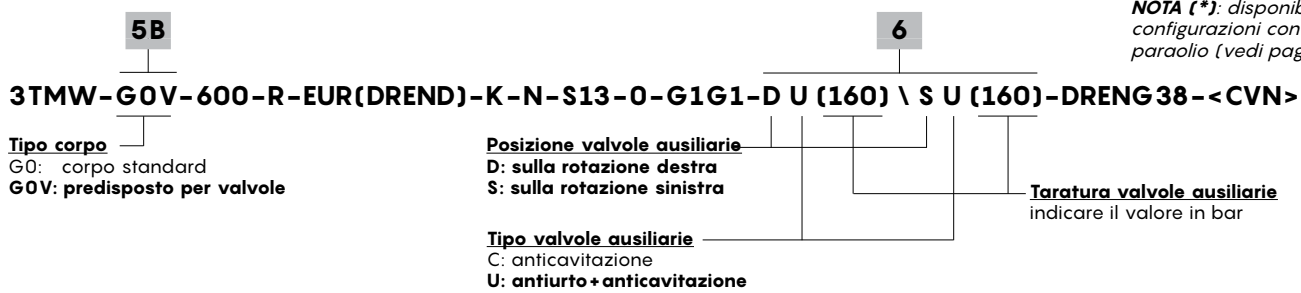 NOTA (*): disponib
configurazioni con
paraolio (vedi pag
5B
6
3TMW-G0V-600-R-EUR(DREND)-K-N-S13-0-G1G1-D U (160) \ S U (160)-DRENG38-<CVN>
Tipo corpo
G0: corpo standard
G0V: predisposto per valvole
Posizione valvole ausiliarie
D: sulla rotazione destra
S: sulla rotazione sinistra
Taratura valvole ausiliarie
indicare il valore in bar
Tipo valvole ausiliarie
C: anticavitazione
U: antiurto+anticavitazione